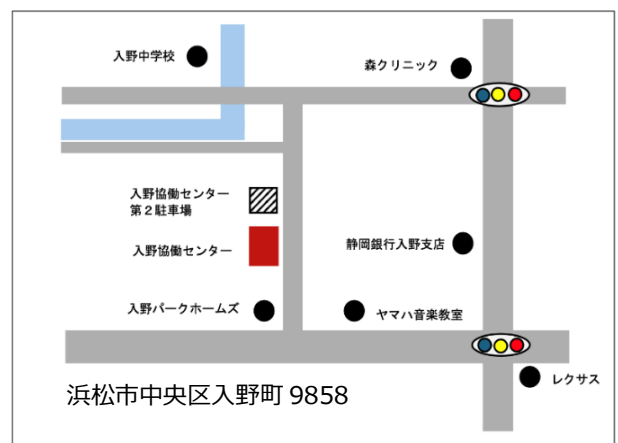 入野中学校
森クリニック
入野協働センター
第２駐車場
入野協働センター
静岡銀行入野支店
入野パークホームズ
ヤマハ音楽教室
レクサス
浜松市中央区入野町 9858